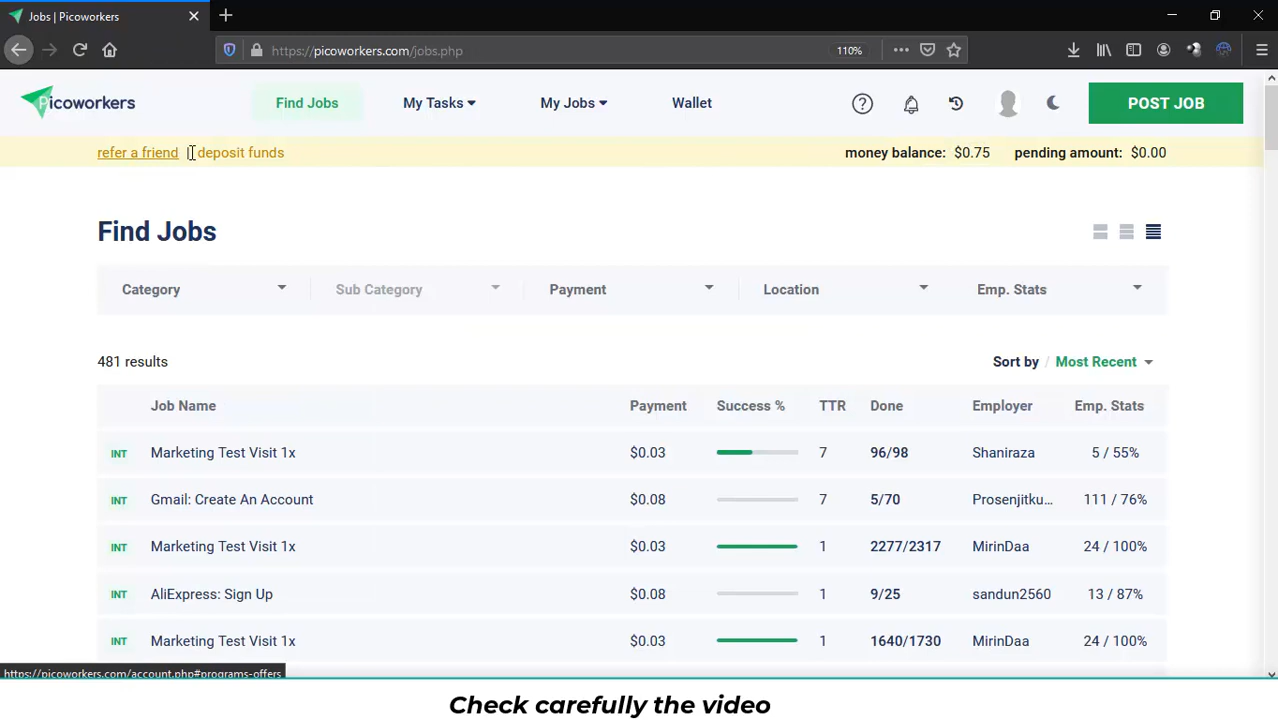 Jobs | Picoworkers
https://picoworkers.com/jobs.php
110%
picoworkers
Find Jobs
My Tasks
My Jobs
Wallet
POST JOB
refer a friend | deposit funds
money balance: $0.75 pending amount: $0.00
Find Jobs
Category
Sub Category
Payment
Location
Emp. Stats
481 results
Sort by / Most Recent
Job Name Payment Success % TTR Done Employer Emp. Stats
INT Marketing Test Visit 1x $0.03 7 96/98 Shaniraza 5 / 55%
INT Gmail: Create An Account $0.08 7 5/70 Prosenjitku... 111 / 76%
INT Marketing Test Visit 1x $0.03 1 2277/2317 MirinDaa 24 / 100%
INT AliExpress: Sign Up $0.08 1 9/25 sandun2560 13 / 87%
INT Marketing Test Visit 1x $0.03 1 1640/1730 MirinDaa 24 / 100%
https://picoworkers.com/account.php#programs-offers
Check carefully the video